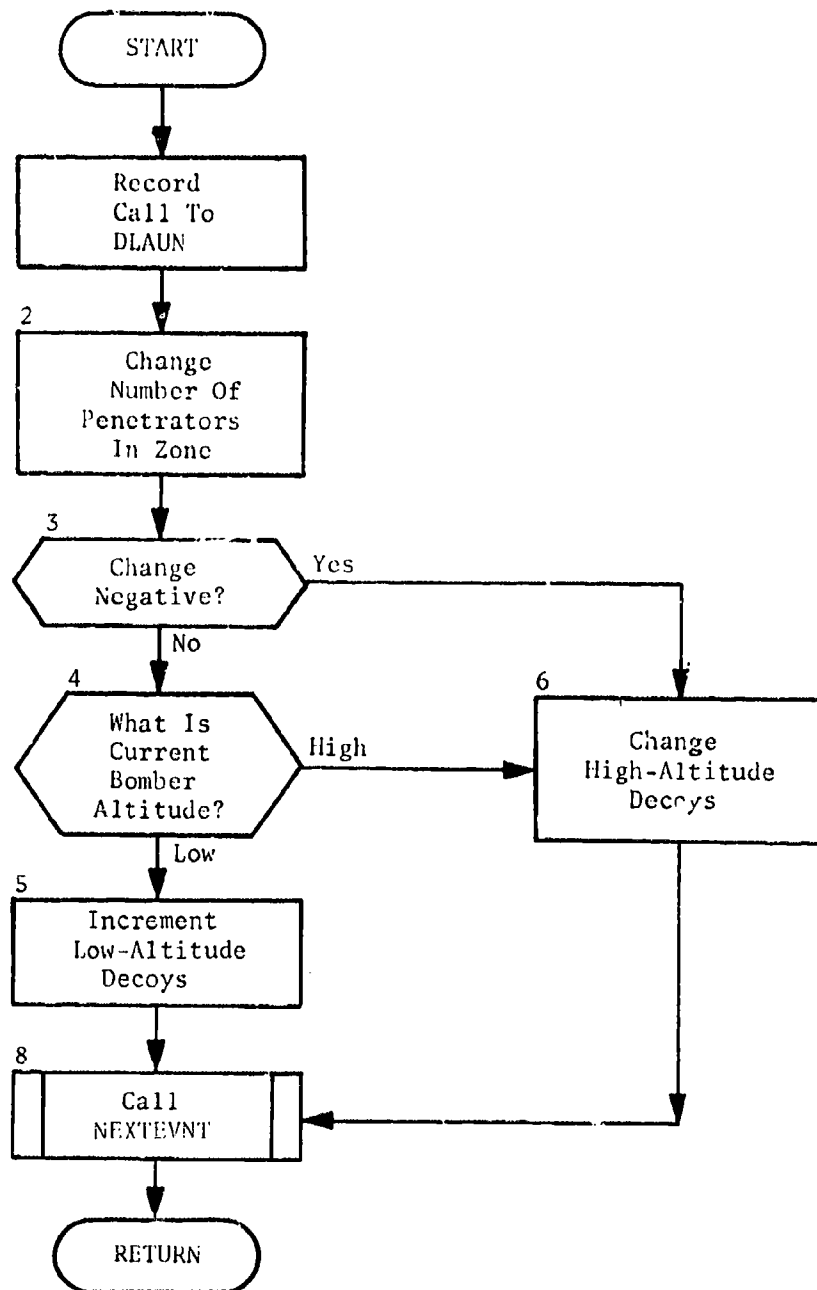 START
Record
Call To
DLAUN
2
Change
Number Of
Penetrators
In Zone
3
Change
Negative?
Yes
No
4
What Is
Current
Bomber
Altitude?
High
Low
6
Change
High-Altitude
Decoys
5
Increment
Low-Altitude
Decoys
8
Call
NEXTEVNT
RETURN